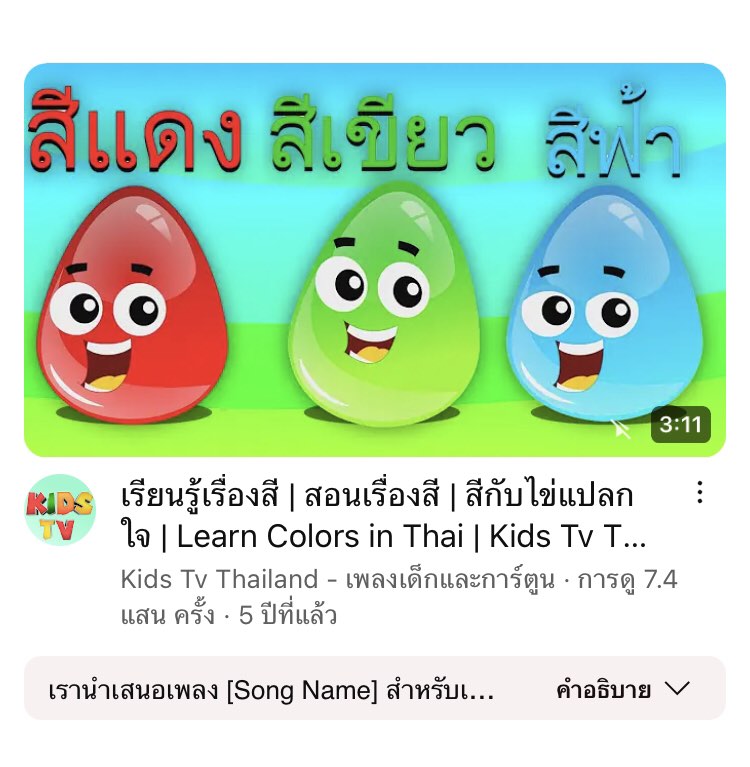 สีแดง สีเขียว สีฟ้า
3:11
KIDS
TV
เรียนรู้เรื่องสี | สอนเรื่องสี | สีกับไข่แปลก
ใจ | Learn Colors in Thai | Kids Tv T...
Kids Tv Thailand - เพลงเด็กและการ์ตูน · การดู 7.4
แสน ครั้ง · 5 ปีที่แล้ว
เรานำเสนอเพลง [Song Name] สำหรับเ... คำอธิบาย